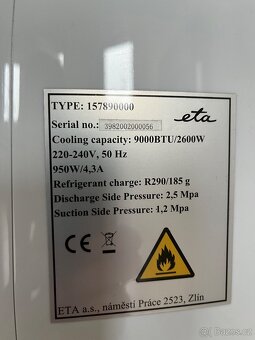 TYPE: 157890000
eta
Serial no.: 3982002000056
Cooling capacity: 9000BTU/2600W
220-240V, 50 Hz
950W/4,3A
Refrigerant charge: R290/185 g
Discharge Side Pressure: 2,5 Mpa
Suction Side Pressure: 1,2 Mpa
CE
ETA a.s., náměstí Práce 2523, Zlín
sbazar.cz